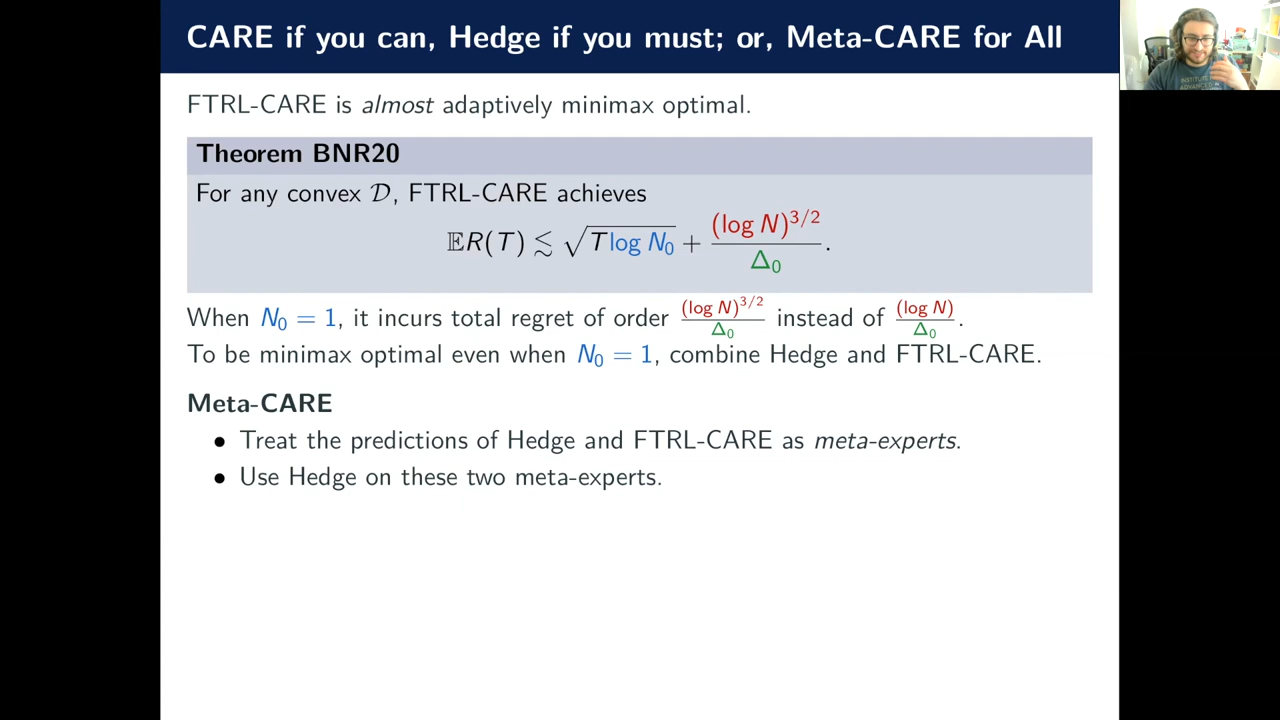 CARE if you can, Hedge if you must; or, Meta-CARE for All
FTRL-CARE is almost adaptively minimax optimal.
Theorem BNR20
For any convex 𝒟, FTRL-CARE achieves
𝔼R(T) ≲ √(T log N₀) + (log N)^{3/2} / Δ₀ .
When N₀ = 1, it incurs total regret of order (log N)^{3/2} / Δ₀ instead of (log N) / Δ₀ .
To be minimax optimal even when N₀ = 1, combine Hedge and FTRL-CARE.
Meta-CARE
• Treat the predictions of Hedge and FTRL-CARE as meta-experts.
• Use Hedge on these two meta-experts.
INSTITUTE
ADVANCED